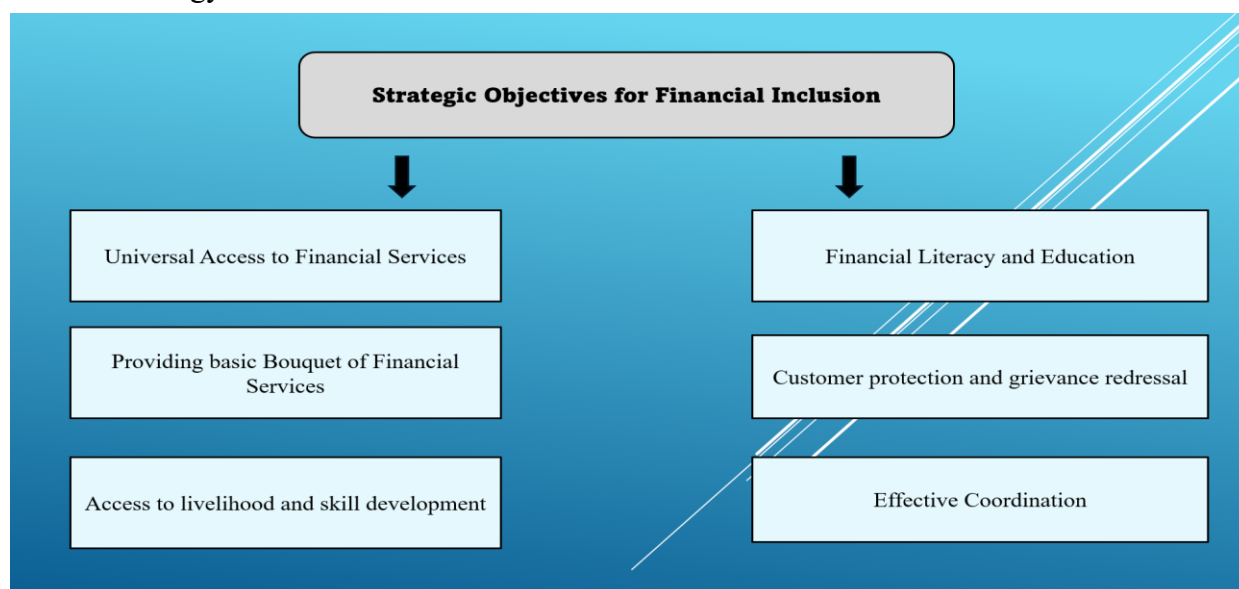 Strategic Objectives for Financial Inclusion
Universal Access to Financial Services
Providing basic Bouquet of Financial
Services
Access to livelihood and skill development
Financial Literacy and Education
Customer protection and grievance redressal
Effective Coordination